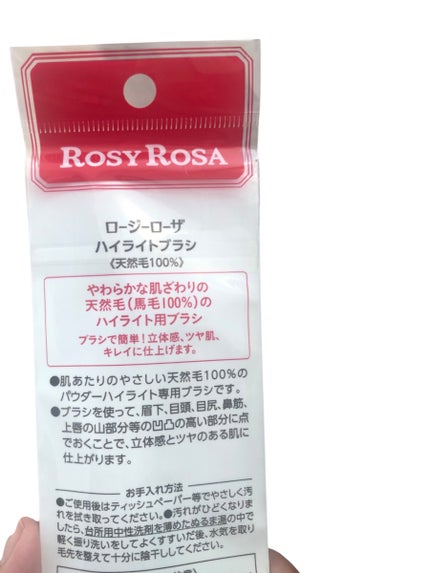 ROSY ROSA
ロージーローザ
ハイライトブラシ
《天然毛100%》
やわらかな肌ざわりの
天然毛(馬毛100%)の
ハイライト用ブラシ
ブラシで簡単!立体感、ツヤ肌、
キレイに仕上げます。
●肌あたりのやさしい天然毛100%の
パウダーハイライト専用ブラシです。
●ブラシを使って、眉下、目頭、目尻、鼻筋、
上唇の山部分等の凹凸の高い部分に点
でおくことで、立体感とツヤのある肌に
仕上がります。
お手入れ方法
●ご使用後はティッシュペーパー等でやさしく汚
れを拭き取ってください。●汚れがひどくなりま
したら、台所用中性洗剤を薄めたぬるま湯の中で
軽く振り洗いをしてよくすすいだ後、水気を取り
毛先を整えて十分に陰干ししてください。